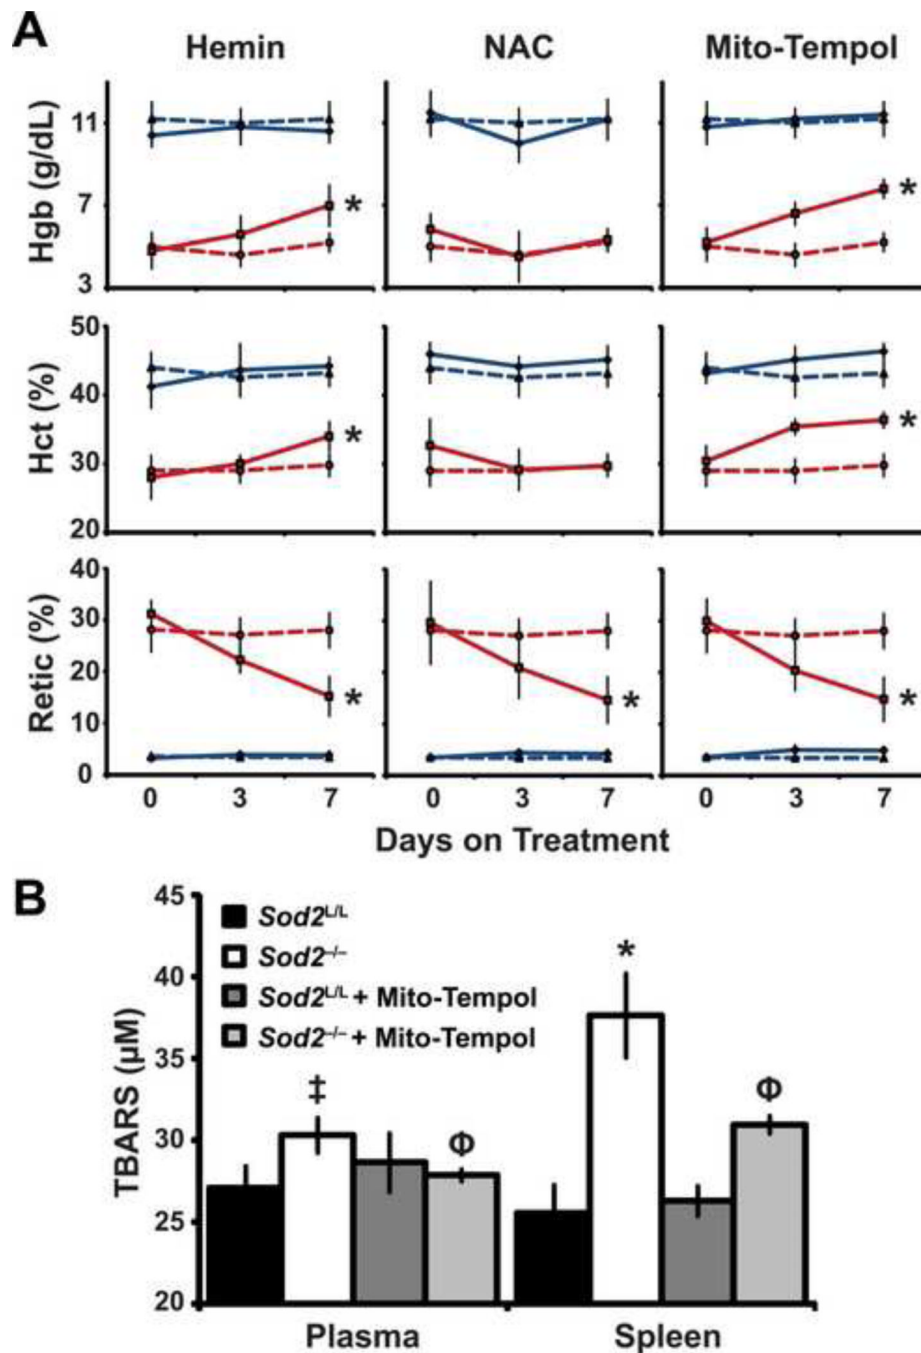 A
Hemin NAC Mito-Tempol
Hgb (g/dL)
11
7
3
*
*
Hct (%)
50
40
30
20
*
*
Retic (%)
40
30
20
10
0
*
*
*
0 3 7 0 3 7 0 3 7
Days on Treatment
B
TBARS (µM)
45
40
35
30
25
20
Sod2L/L
Sod2–/–
Sod2L/L + Mito-Tempol
Sod2–/– + Mito-Tempol
‡
Φ
*
Φ
Plasma Spleen